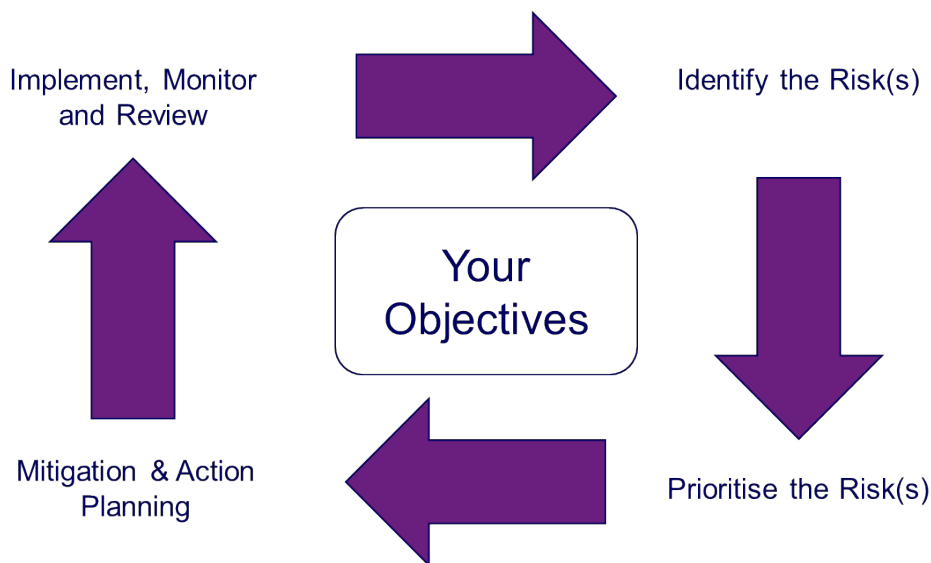 Implement, Monitor
and Review
Identify the Risk(s)
Your
Objectives
Mitigation & Action
Planning
Prioritise the Risk(s)